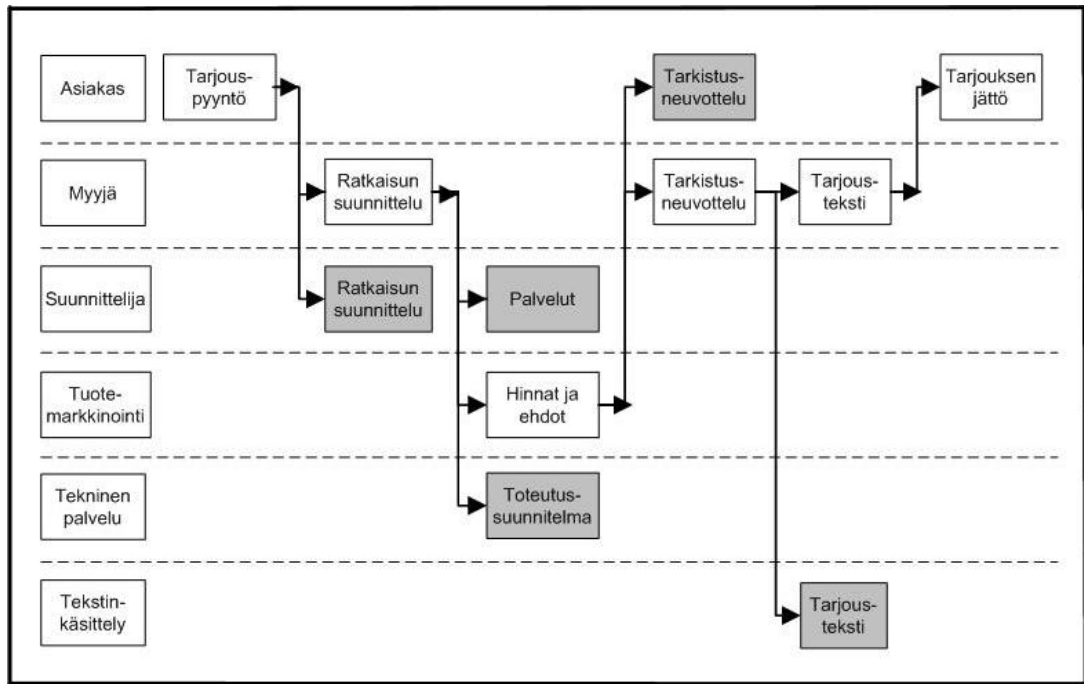 Asiakas
Tarjous-
pyyntö
Tarkistus-
neuvottelu
Tarjouksen
jättö
Myyjä
Ratkaisun
suunnittelu
Tarkistus-
neuvottelu
Tarjous-
teksti
Suunnittelija
Ratkaisun
suunnittelu
Palvelut
Tuote-
markkinointi
Hinnat ja
ehdot
Tekninen
palvelu
Toteutus-
suunnitelma
Tekstin-
käsittely
Tarjous-
teksti